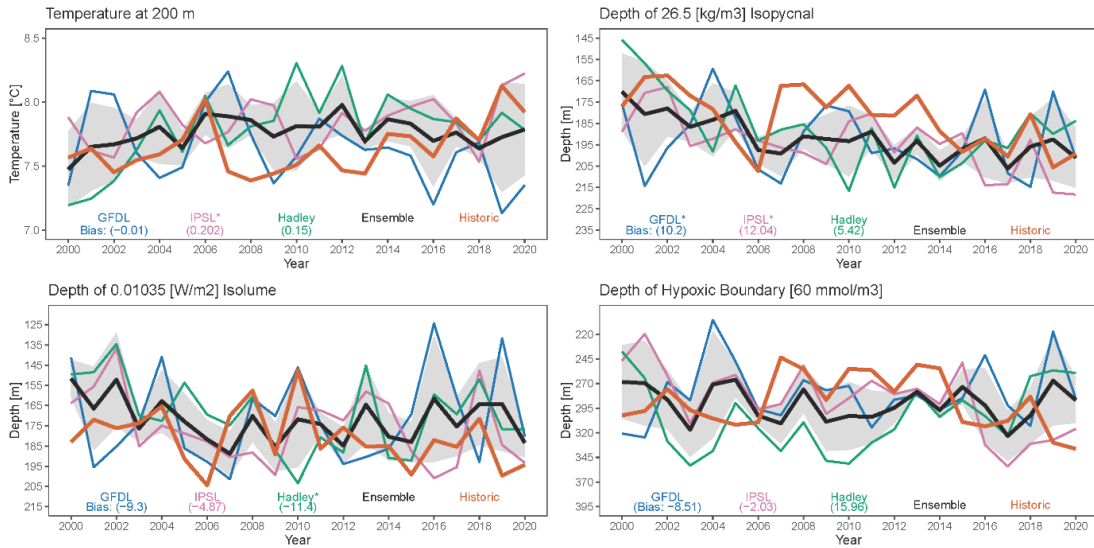 Temperature at 200 m
8.5
8.0
7.5
7.0
Temperature [°C]
GFDL IPSL* Hadley Ensemble Historic
Bias: (−0.01) (0.202) (0.15)
2000 2002 2004 2006 2008 2010 2012 2014 2016 2018 2020
Year
Depth of 26.5 [kg/m3] Isopycnal
145
155
165
175
185
195
205
215
225
235
Depth [m]
GFDL* IPSL* Hadley Ensemble Historic
Bias: (10.2) (12.04) (5.42)
2000 2002 2004 2006 2008 2010 2012 2014 2016 2018 2020
Year
Depth of 0.01035 [W/m2] Isolume
125
135
145
155
165
175
185
195
205
215
Depth [m]
GFDL IPSL Hadley* Ensemble Historic
Bias: (−9.3) (−4.87) (−11.4)
2000 2002 2004 2006 2008 2010 2012 2014 2016 2018 2020
Year
Depth of Hypoxic Boundary [60 mmol/m3]
220
245
270
295
320
345
370
395
Depth [m]
GFDL IPSL Hadley Ensemble Historic
(Bias: −8.51) (−2.03) (15.96)
2000 2002 2004 2006 2008 2010 2012 2014 2016 2018 2020
Year